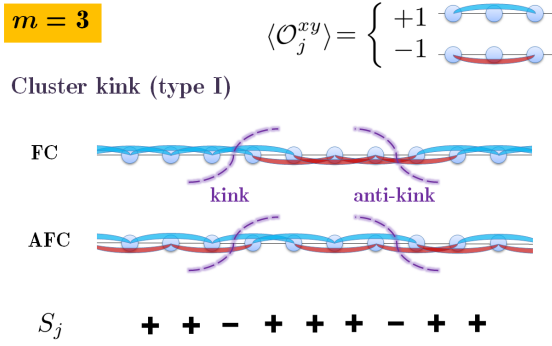 m = 3
⟨𝒪_j^{xy}⟩ = { +1
−1
Cluster kink (type I)
FC
kink anti-kink
AFC
S_j + + − + + + − + +